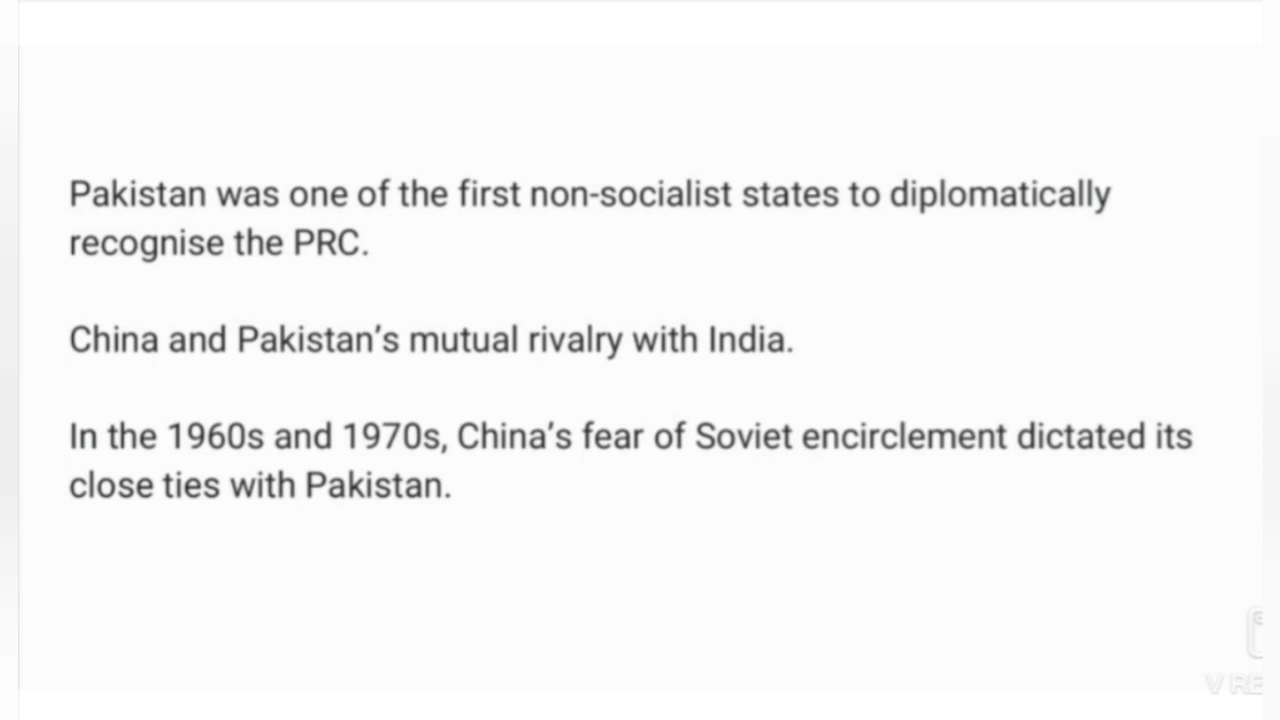 Pakistan was one of the first non-socialist states to diplomatically
recognise the PRC.
China and Pakistan’s mutual rivalry with India.
In the 1960s and 1970s, China’s fear of Soviet encirclement dictated its
close ties with Pakistan.
V RE